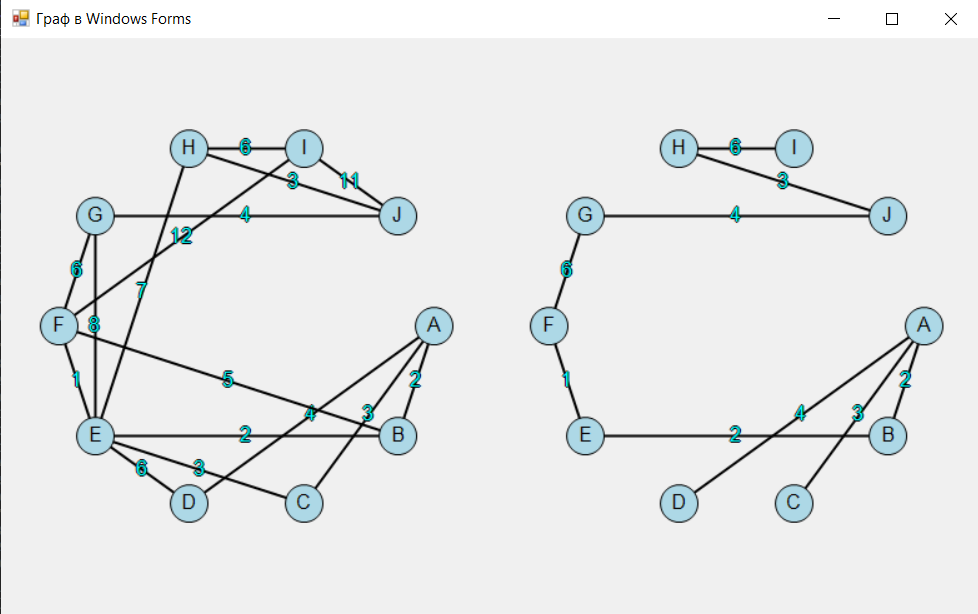 Граф в Windows Forms
H 6 I H 6 I
3 11 3
G 4 J G 4 J
12
6 6
7
F 8 A F A
1 5 2 1 2
4 3 4 3
E 2 B E 2 B
6 3
D C D C